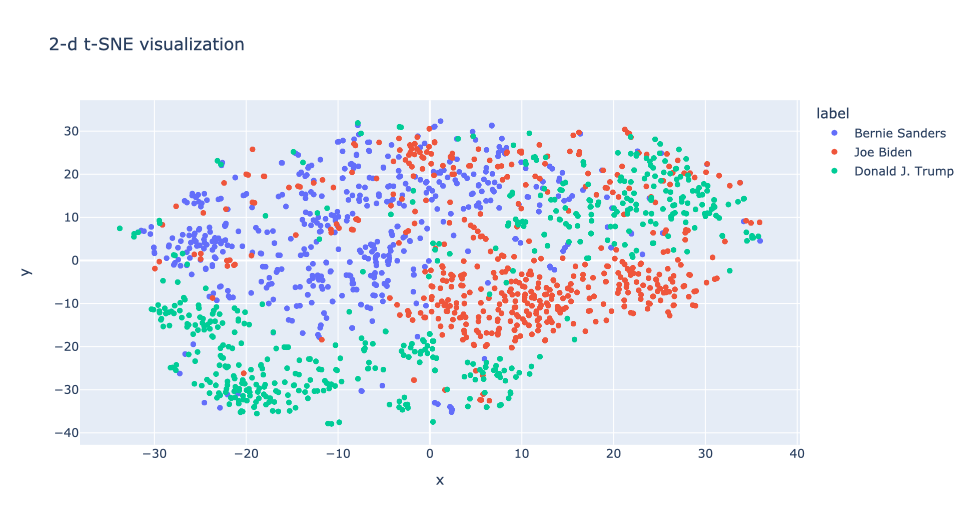 2-d t-SNE visualization
label
Bernie Sanders
Joe Biden
Donald J. Trump
30
20
10
0
−10
−20
−30
−40
y
−30 −20 −10 0 10 20 30 40
x